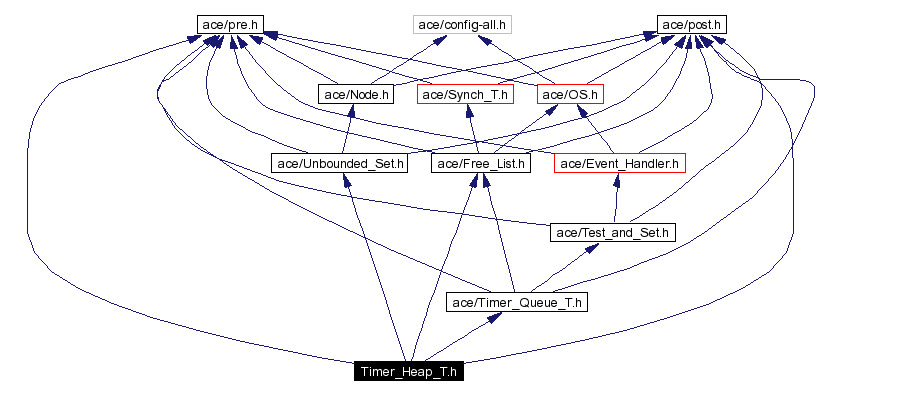 ace/pre.h
ace/config-all.h
ace/post.h
ace/Node.h
ace/Synch_T.h
ace/OS.h
ace/Unbounded_Set.h
ace/Free_List.h
ace/Event_Handler.h
ace/Test_and_Set.h
ace/Timer_Queue_T.h
Timer_Heap_T.h